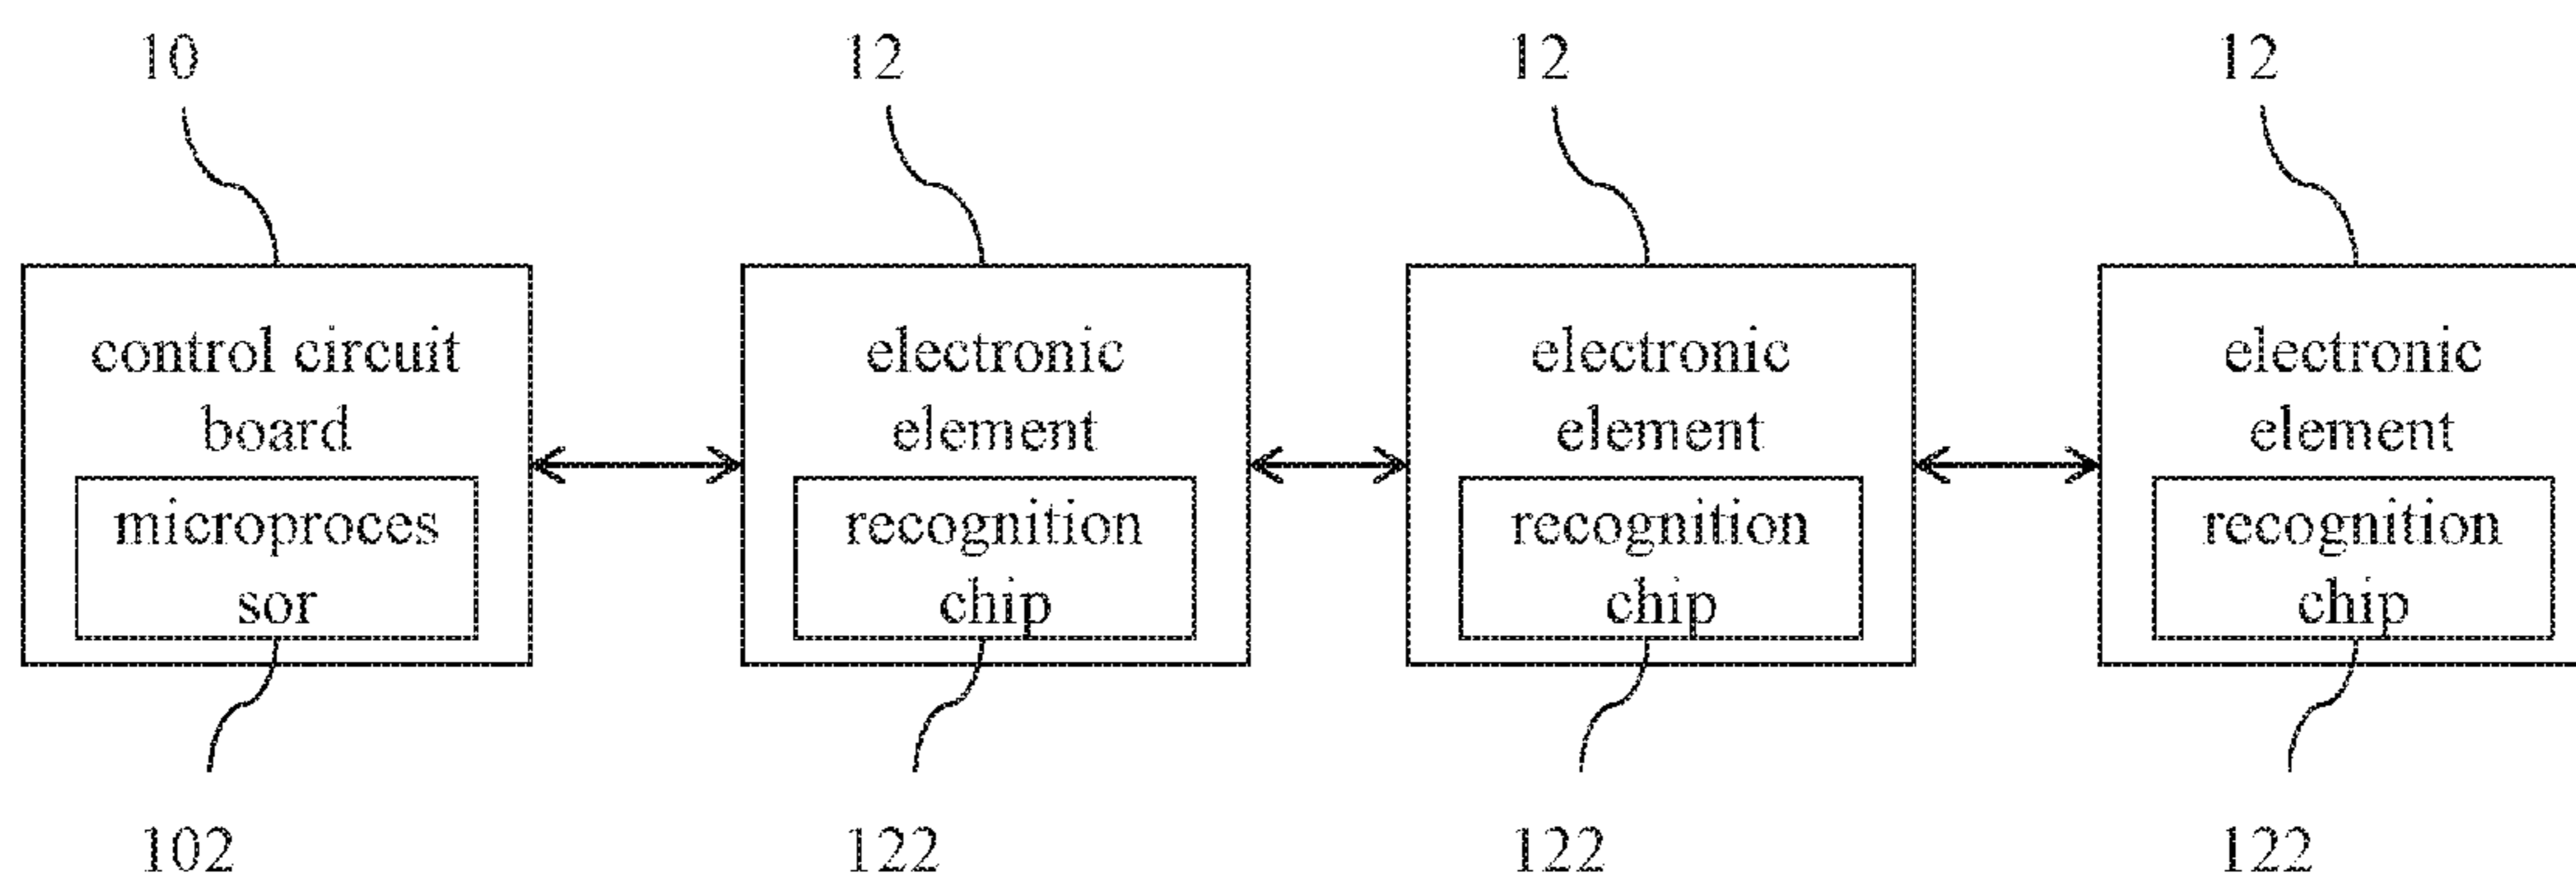 10 12 12 12
control circuit
board
microproces
sor
electronic
element
recognition
chip
electronic
element
recognition
chip
electronic
element
recognition
chip
102 122 122 122